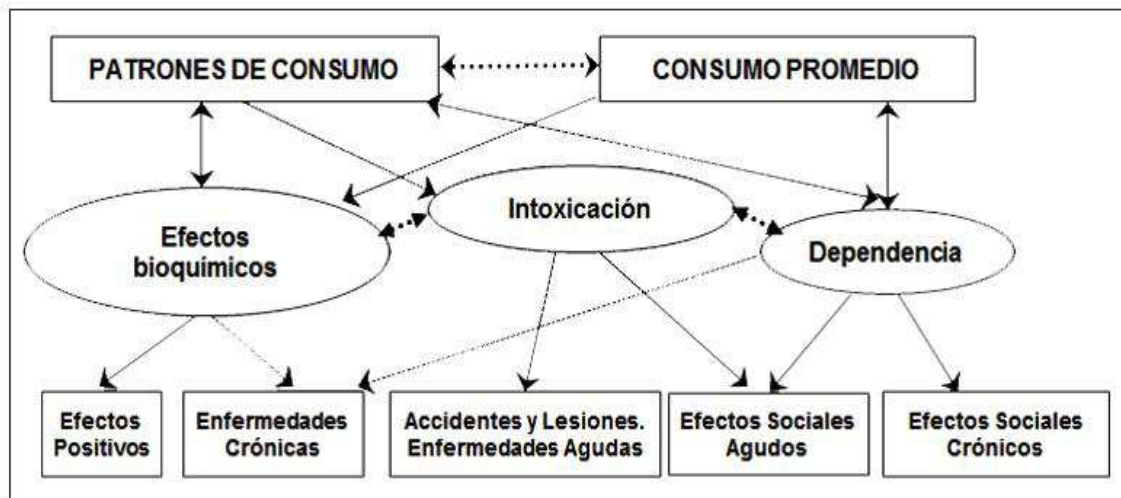 PATRONES DE CONSUMO
CONSUMO PROMEDIO
Intoxicación
Efectos
bioquímicos
Dependencia
Efectos
Positivos
Enfermedades
Crónicas
Accidentes y Lesiones.
Enfermedades Agudas
Efectos Sociales
Agudos
Efectos Sociales
Crónicos